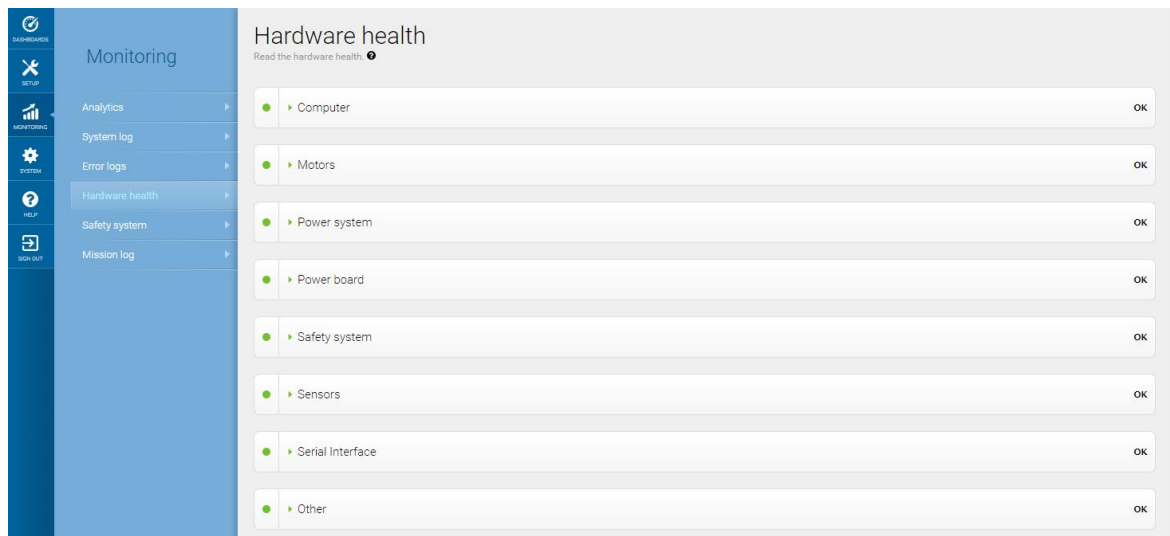 DASHBOARDS
SETUP
MONITORING
SYSTEM
HELP
SIGN OUT
Monitoring
Analytics
System log
Error logs
Hardware health
Safety system
Mission log
Hardware health
Read the hardware health. ?
Computer OK
Motors OK
Power system OK
Power board OK
Safety system OK
Sensors OK
Serial Interface OK
Other OK